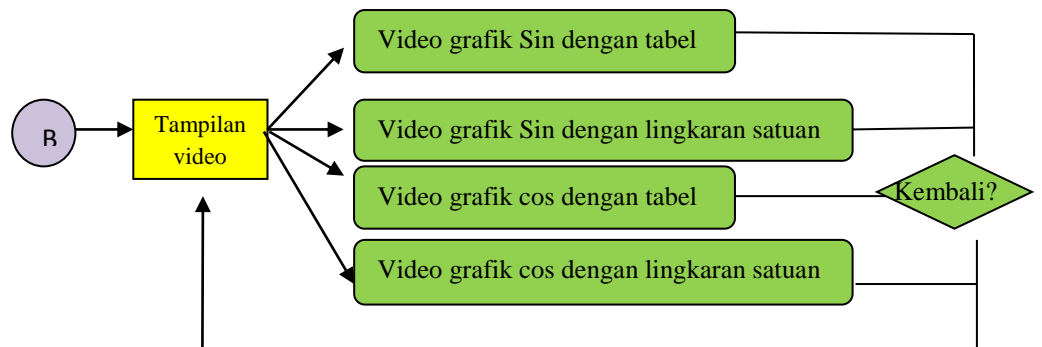 Video grafik Sin dengan tabel
B
Tampilan
video
Video grafik Sin dengan lingkaran satuan
Video grafik cos dengan tabel
Kembali?
Video grafik cos dengan lingkaran satuan